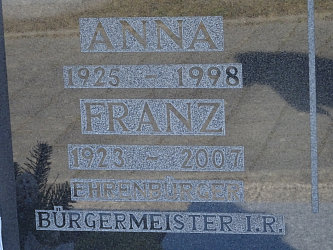 ANNA
1925 - 1998
FRANZ
1923 - 2007
EHRENBÜRGER
BÜRGERMEISTER I.R.